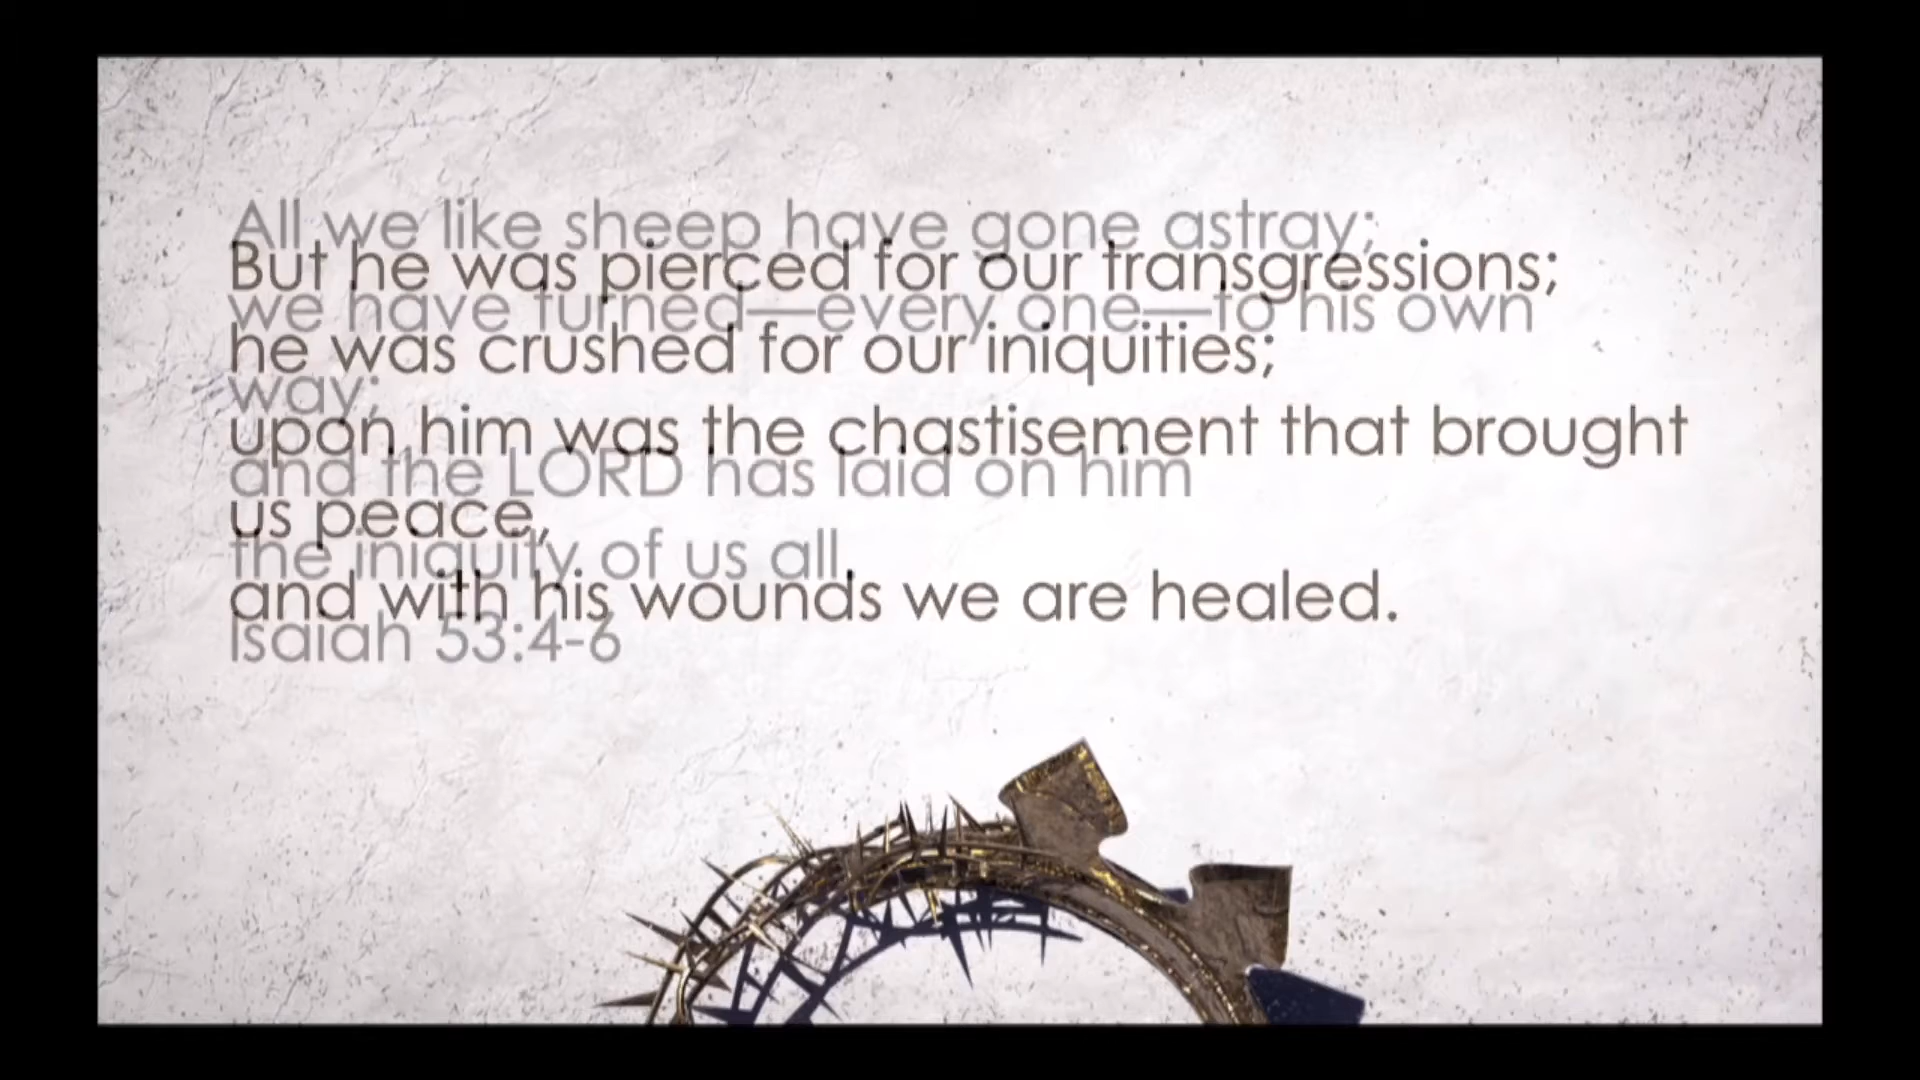 But he was pierced for our transgressions;
he was crushed for our iniquities;
upon him was the chastisement that brought
us peace,
and with his wounds we are healed.
All we like sheep have gone astray;
we have turned—every one—to his own
way;
and the LORD has laid on him
the iniquity of us all.
Isaiah 53:4-6